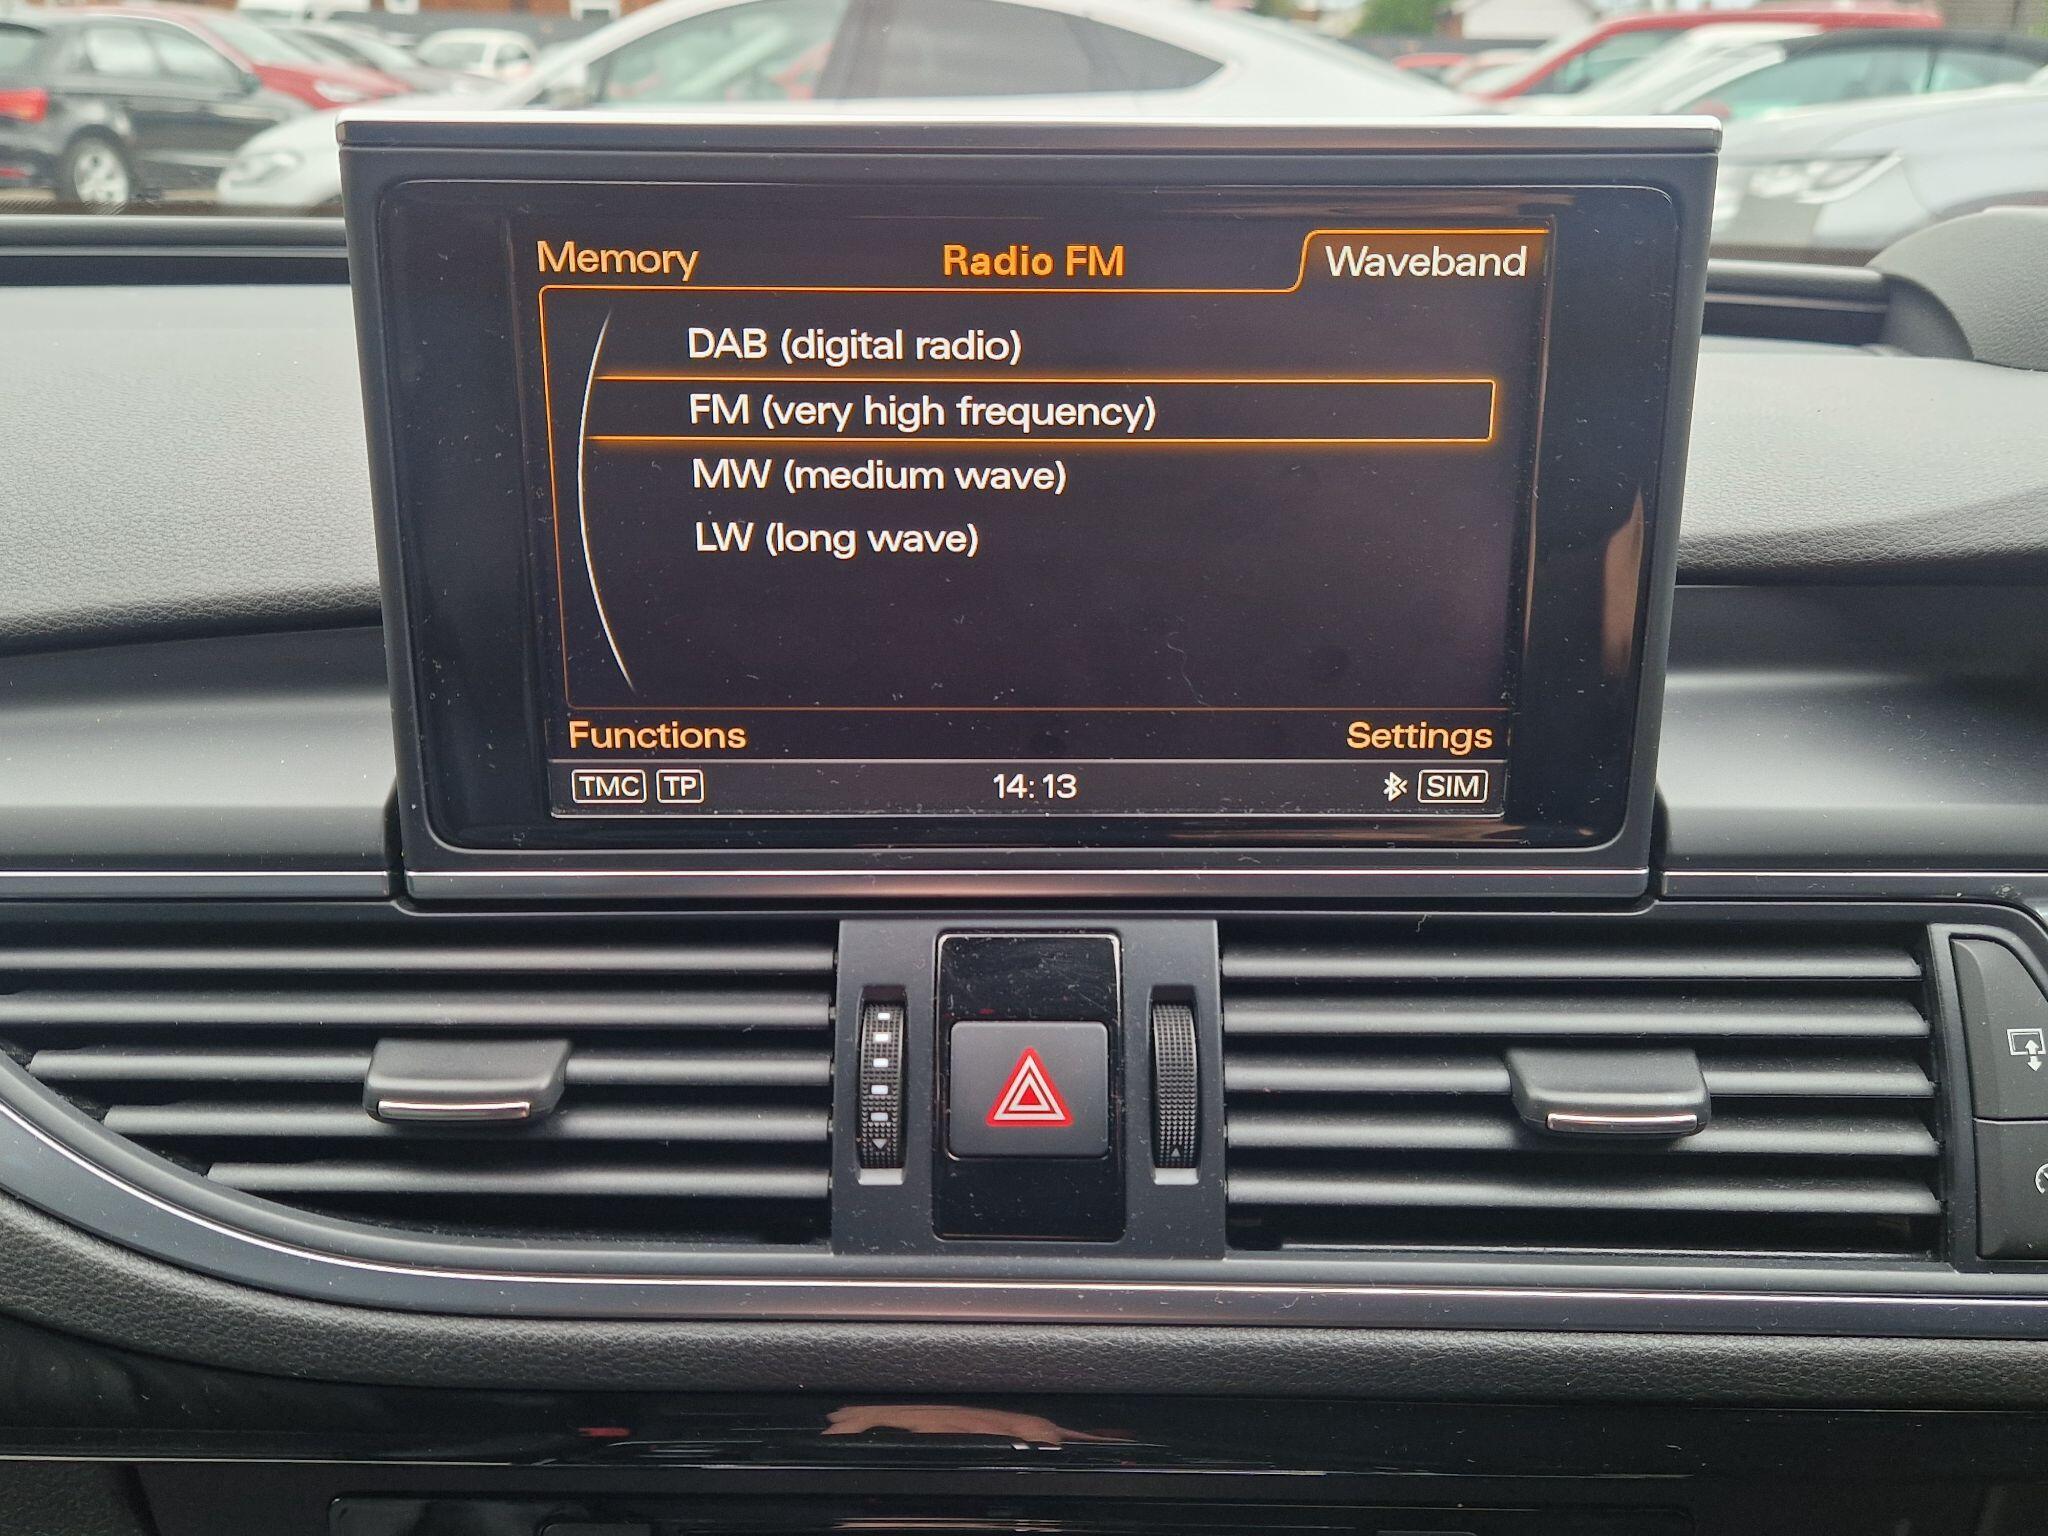 Memory Radio FM Waveband
DAB (digital radio)
FM (very high frequency)
MW (medium wave)
LW (long wave)
Functions Settings
TMC TP 14:13 SIM